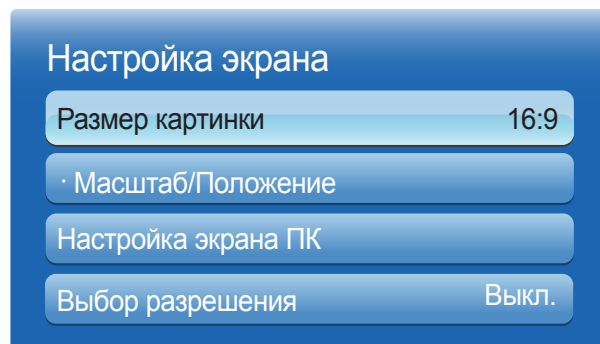 Настройка экрана
Размер картинки 16:9
· Масштаб/Положение
Настройка экрана ПК
Выбор разрешения Выкл.